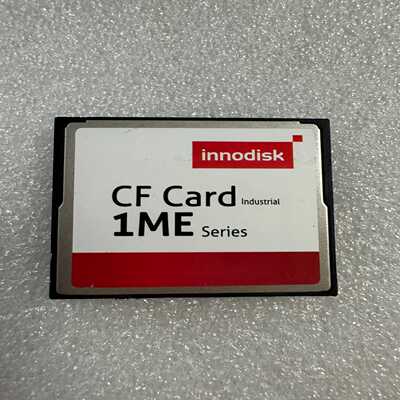 innodisk
CF Card Industrial
1ME Series